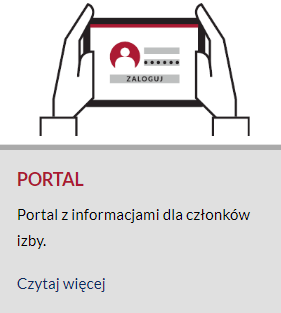 ZALOGUJ
PORTAL
Portal z informacjami dla członków
izby.
Czytaj więcej